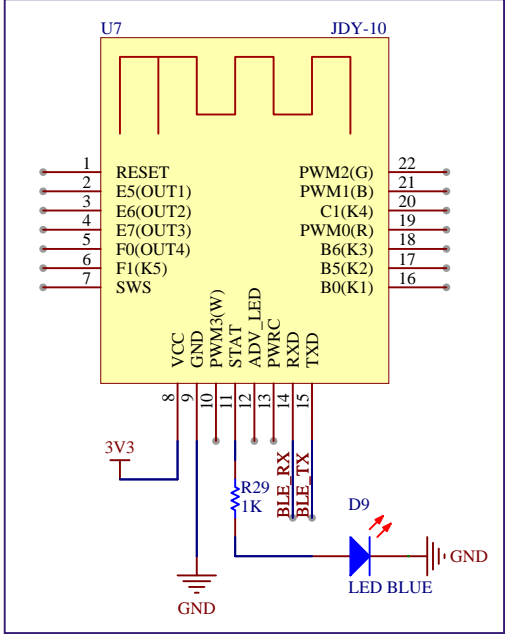 U7 JDY-10
1 RESET PWM2(G) 22
2 E5(OUT1) PWM1(B) 21
3 E6(OUT2) C1(K4) 20
4 E7(OUT3) PWM0(R) 19
5 F0(OUT4) B6(K3) 18
6 F1(K5) B5(K2) 17
7 SWS B0(K1) 16
VCC GND PWM3(W) STAT ADV_LED PWRC RXD TXD
8 9 10 11 12 13 14 15
3V3
BLE_RX
BLE_TX
R29
1K
D9
GND
LED BLUE
GND